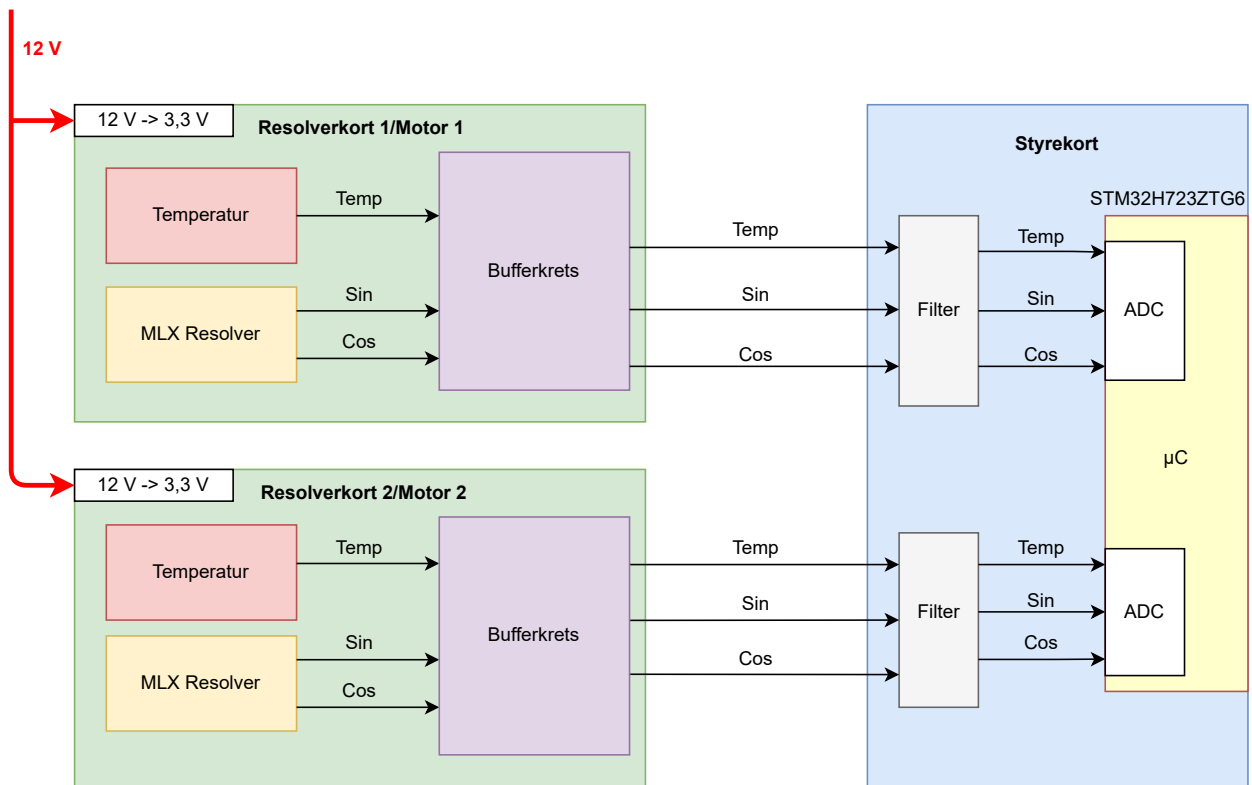 12 V
12 V -> 3,3 V
Resolverkort 1/Motor 1
Temperatur
Temp
MLX Resolver
Sin
Cos
Bufferkrets
Temp
Sin
Cos
Styrekort
STM32H723ZTG6
Filter
Temp
Sin
Cos
ADC
µC
12 V -> 3,3 V
Resolverkort 2/Motor 2
Temperatur
Temp
MLX Resolver
Sin
Cos
Bufferkrets
Temp
Sin
Cos
Filter
Temp
Sin
Cos
ADC